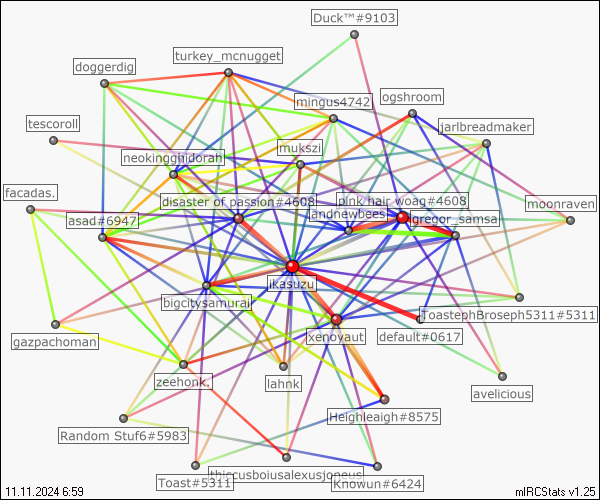 Duck™#9103
turkey_mcnugget
doggerdig
ogshroom
mingus4742
tescoroll
jarlbreadmaker
mukszi
neokingghidorah
facadas.
disaster of passion#4608
pink hair woag#4608
moonraven
landnewbees
gregor_samsa
asad#6947
ikasuzu
bigcitysamurai
ToastephBroseph5311#5311
gazpachoman
xenoyaut
default#0617
zeehonk.
lahnk
avelicious
Heighleaigh#8575
Random Stuf6#5983
thiccusboiusalexusjoneus
Toast#5311
Knowun#6424
11.11.2024 6:59
mIRCStats v1.25